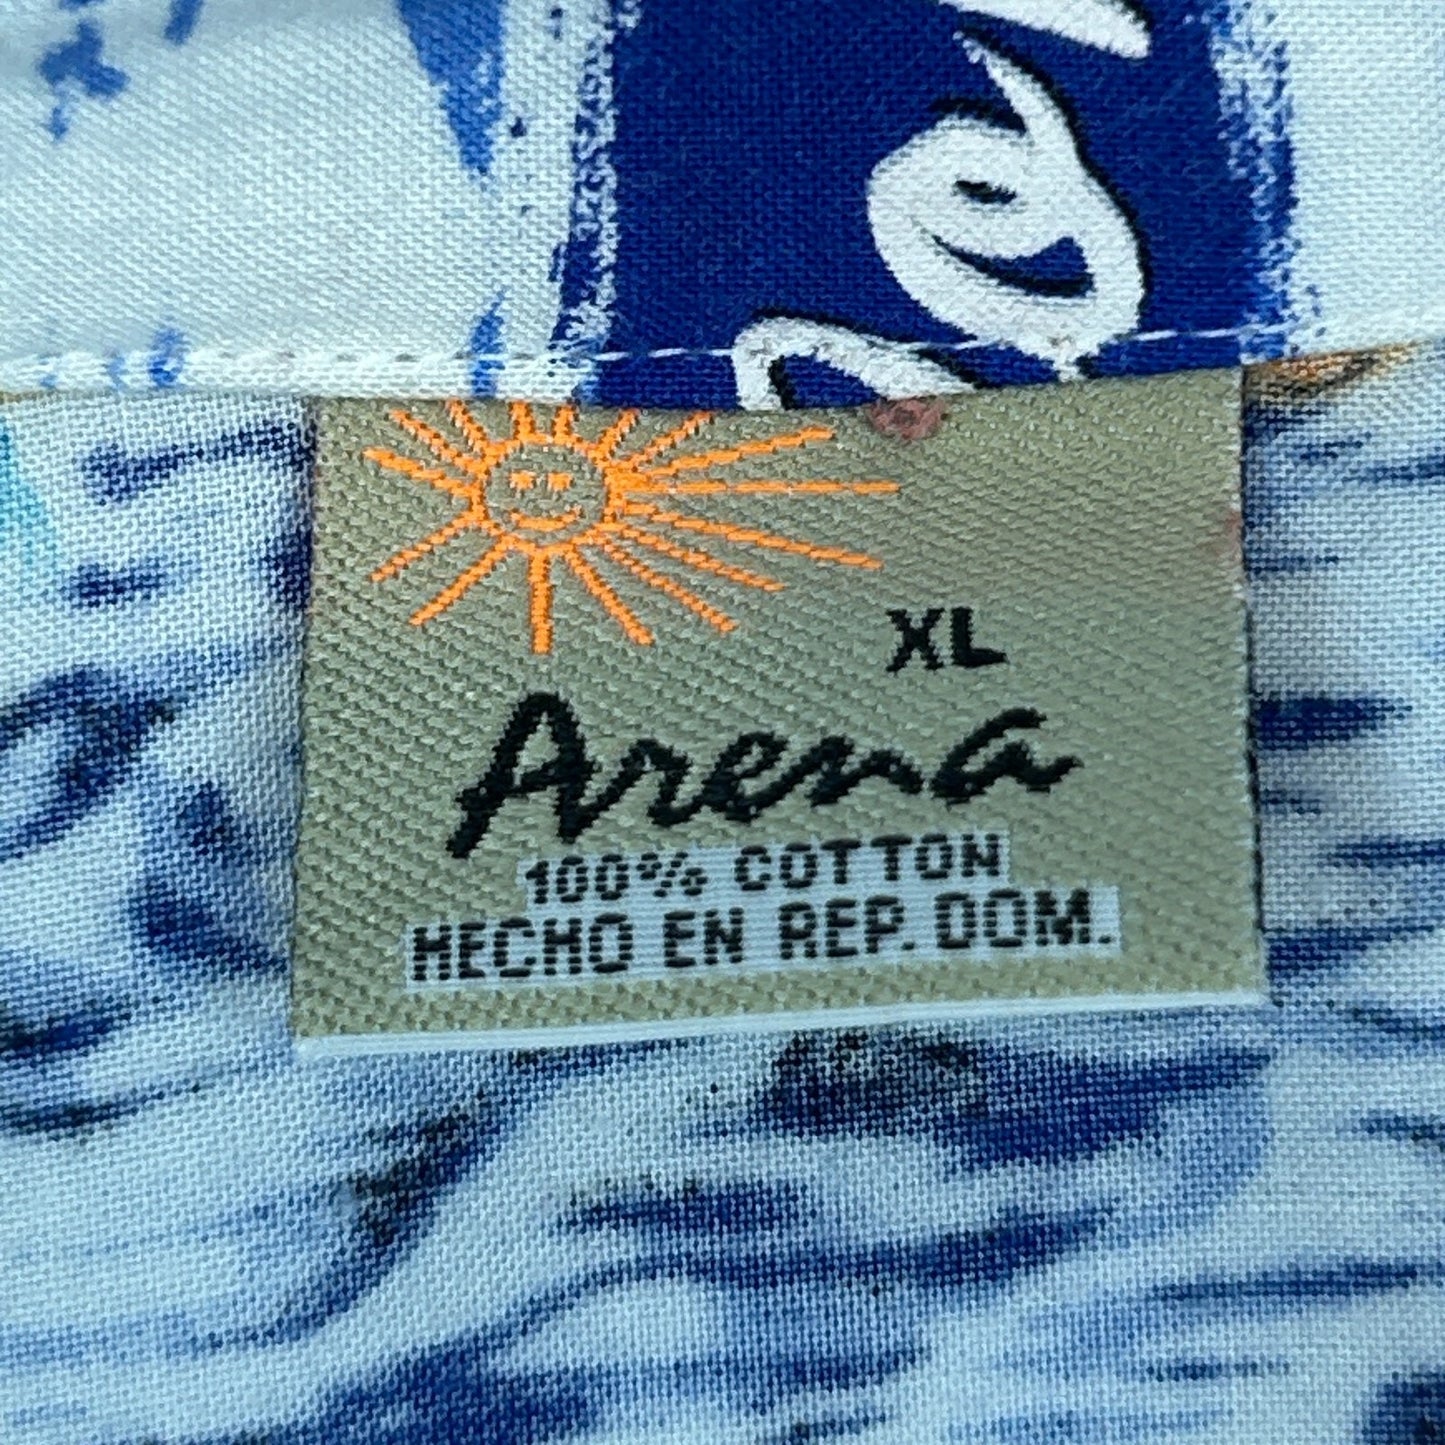 XL
Arena
100% COTTON
HECHO EN REP. DOM.